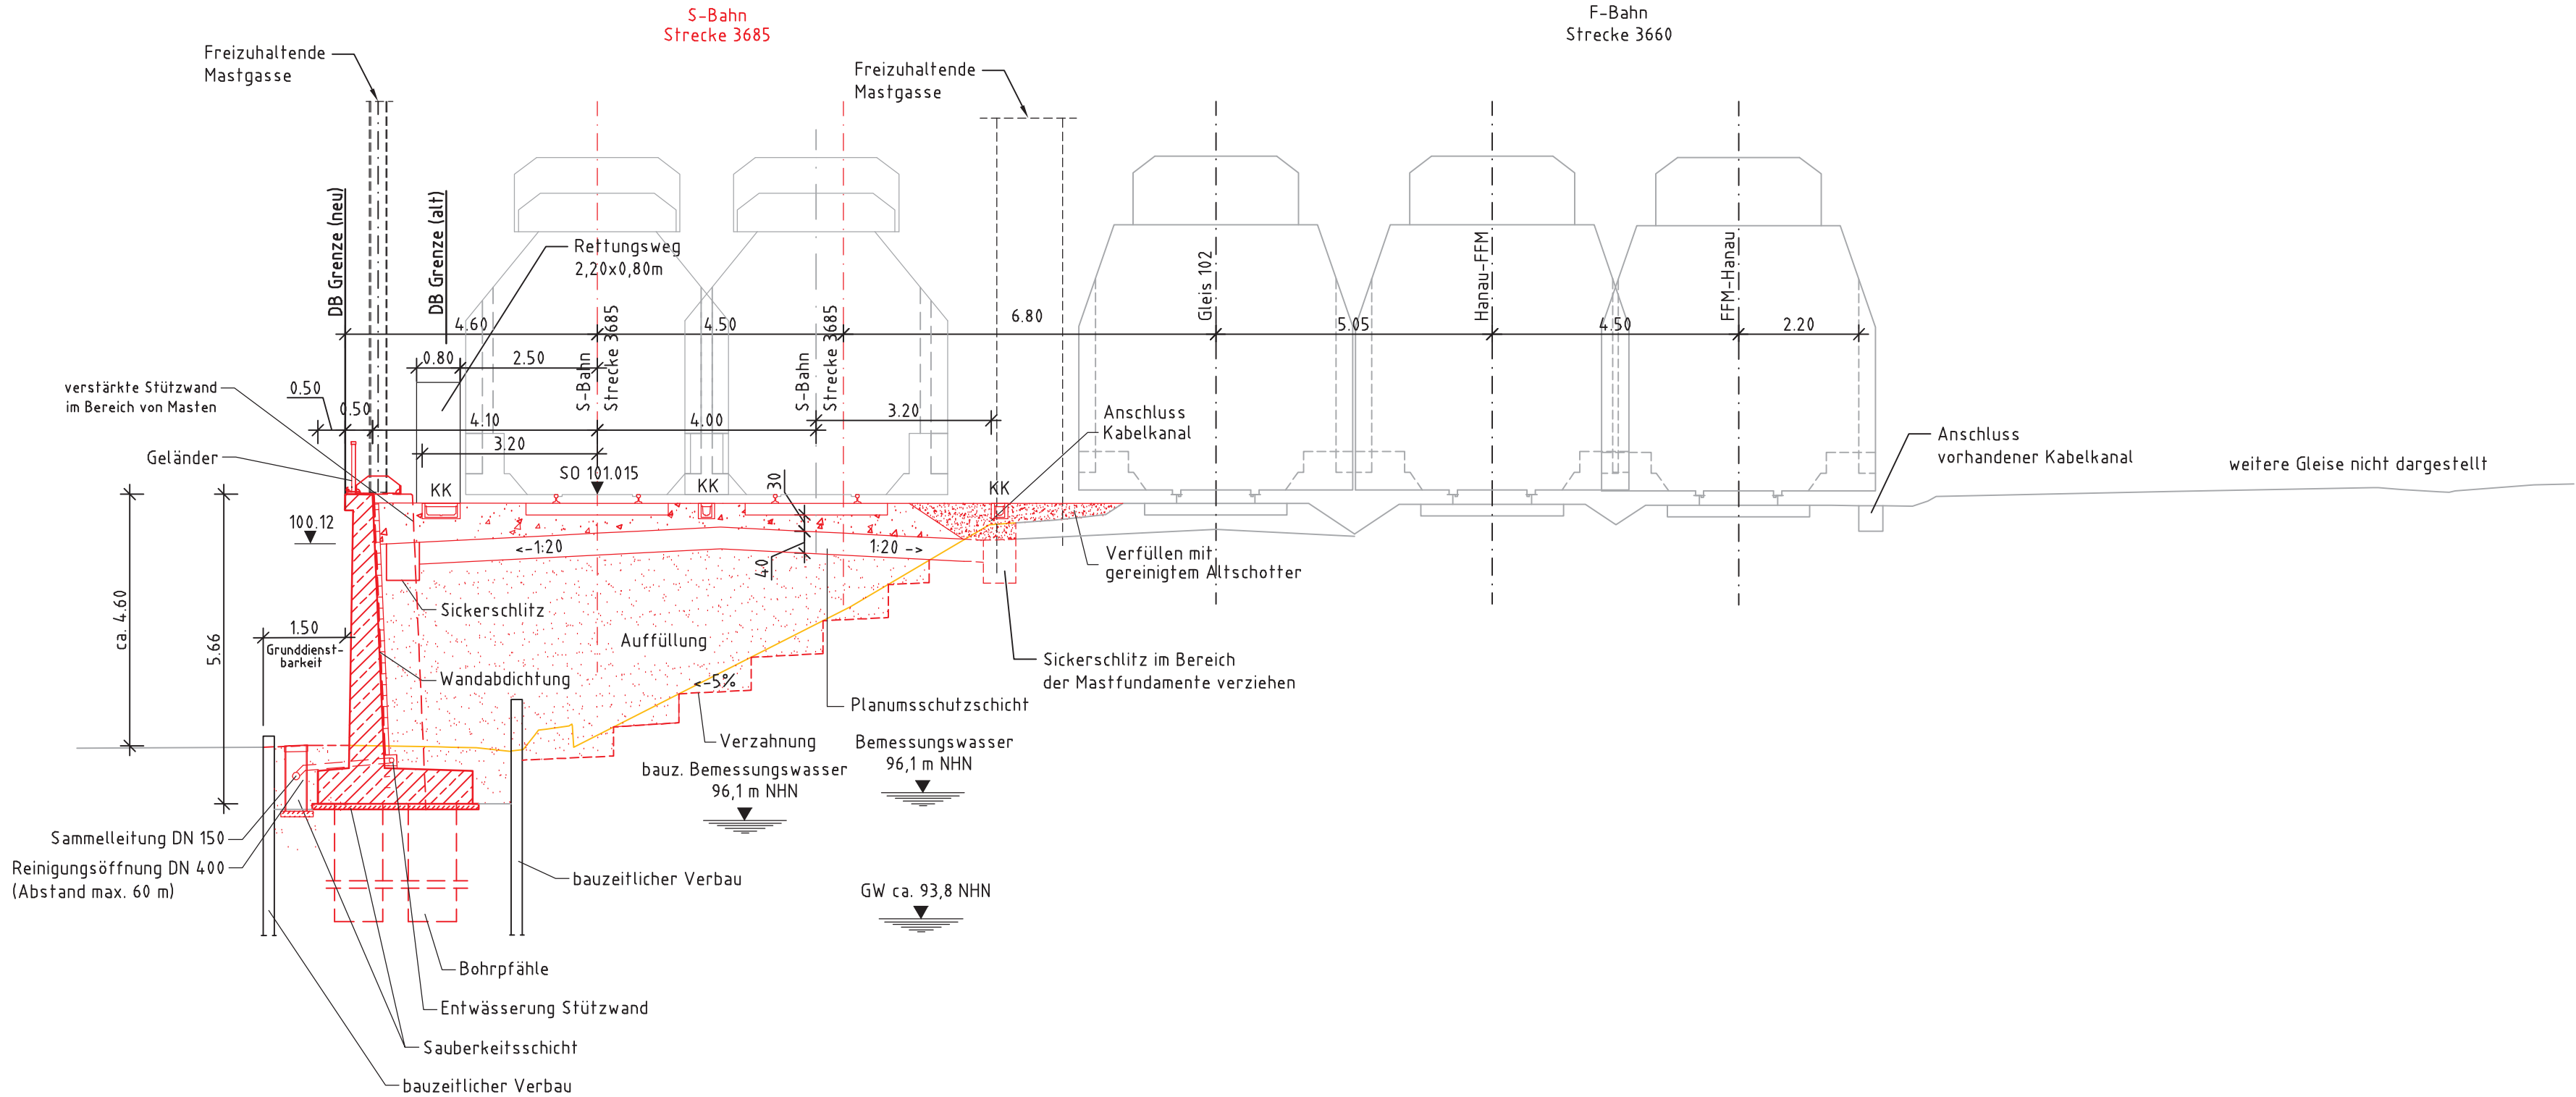 S-Bahn
Strecke 3685
F-Bahn
Strecke 3660
Freizuhaltende
Mastgasse
Freizuhaltende
Mastgasse
DB Grenze (neu)
DB Grenze (alt)
Rettungsweg
2,20x0,80m
Gleis 102
Hanau-FFM
FFM-Hanau
4.60
4.50
6.80
5.05
4.50
2.20
0.80
2.50
S-Bahn
Strecke 3685
S-Bahn
Strecke 3685
verstärkte Stützwand
im Bereich von Masten
0.50
0.50
4.10
4.00
3.20
3.20
Anschluss
Kabelkanal
Anschluss
vorhandener Kabelkanal
weitere Gleise nicht dargestellt
Geländer
SO 101.015
KK
KK
KK
30
100.12
<-1:20
1:20 ->
40
Verfüllen mit
gereinigtem Altschotter
ca. 4.60
5.66
1.50
Grunddienst-
barkeit
Sickerschlitz
Auffüllung
Wandabdichtung
<-5%
Sickerschlitz im Bereich
der Mastfundamente verziehen
Planumsschutzschicht
Verzahnung
Bemessungswasser
96,1 m NHN
bauz. Bemessungswasser
96,1 m NHN
Sammelleitung DN 150
Reinigungsöffnung DN 400
(Abstand max. 60 m)
bauzeitlicher Verbau
GW ca. 93,8 NHN
Bohrpfähle
Entwässerung Stützwand
Sauberkeitsschicht
bauzeitlicher Verbau